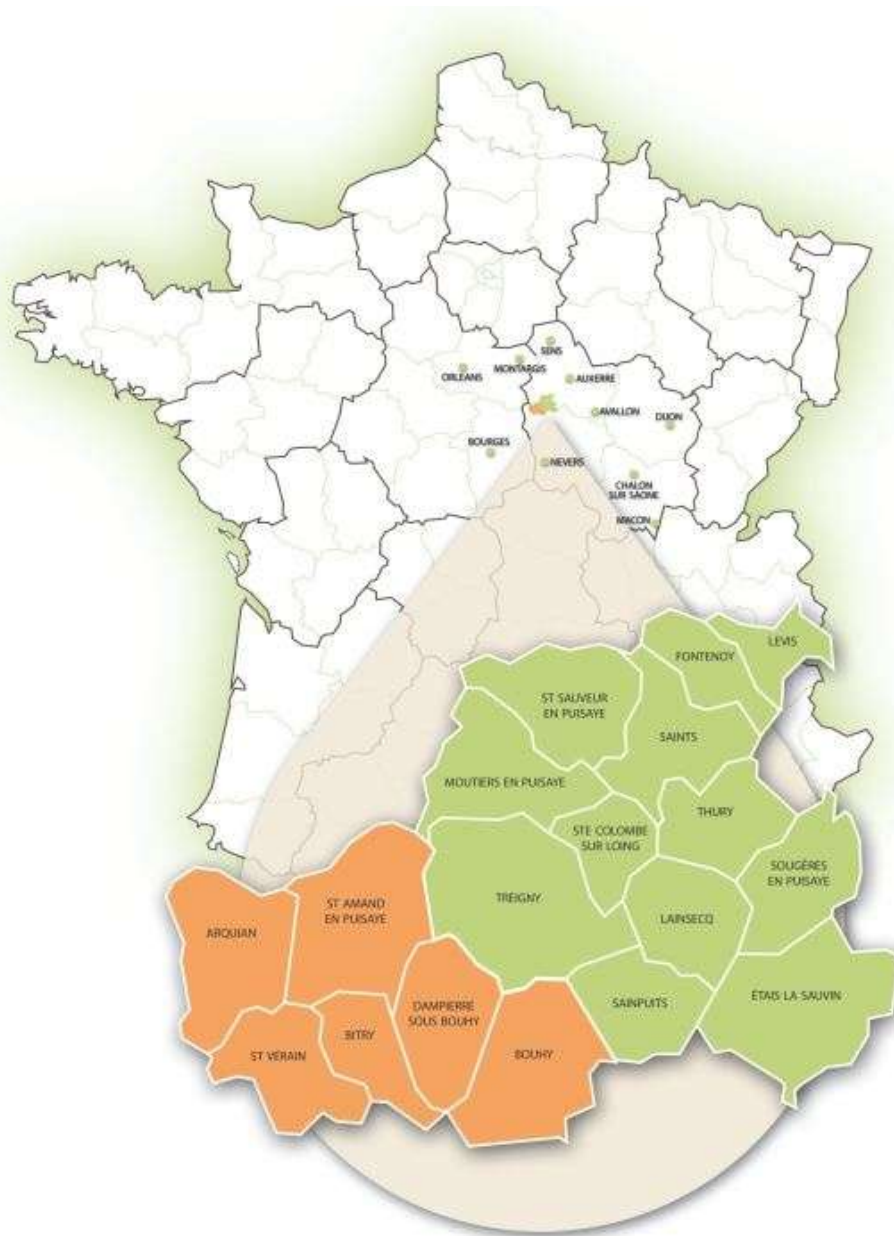 SENS
MONTARGIS
ORLEANS
AUXERRE
AVALLON
DIJON
BOURGES
NEVERS
CHALON
SUR SAÔNE
MACON
LEVIS
FONTENOY
ST SAUVEUR
EN PUISAYE
SAINTS
MOUTIERS EN PUISAYE
THURY
STE COLOMBE
SUR LOING
SOUGÈRES
EN PUISAYE
TREIGNY
LAINSECQ
ST AMAND
EN PUISAYE
ARQUIAN
ÉTAIS LA SAUVIN
SAINPUITS
DAMPIERRE
SOUS BOUHY
BITRY
ST VERAIN
BOUHY